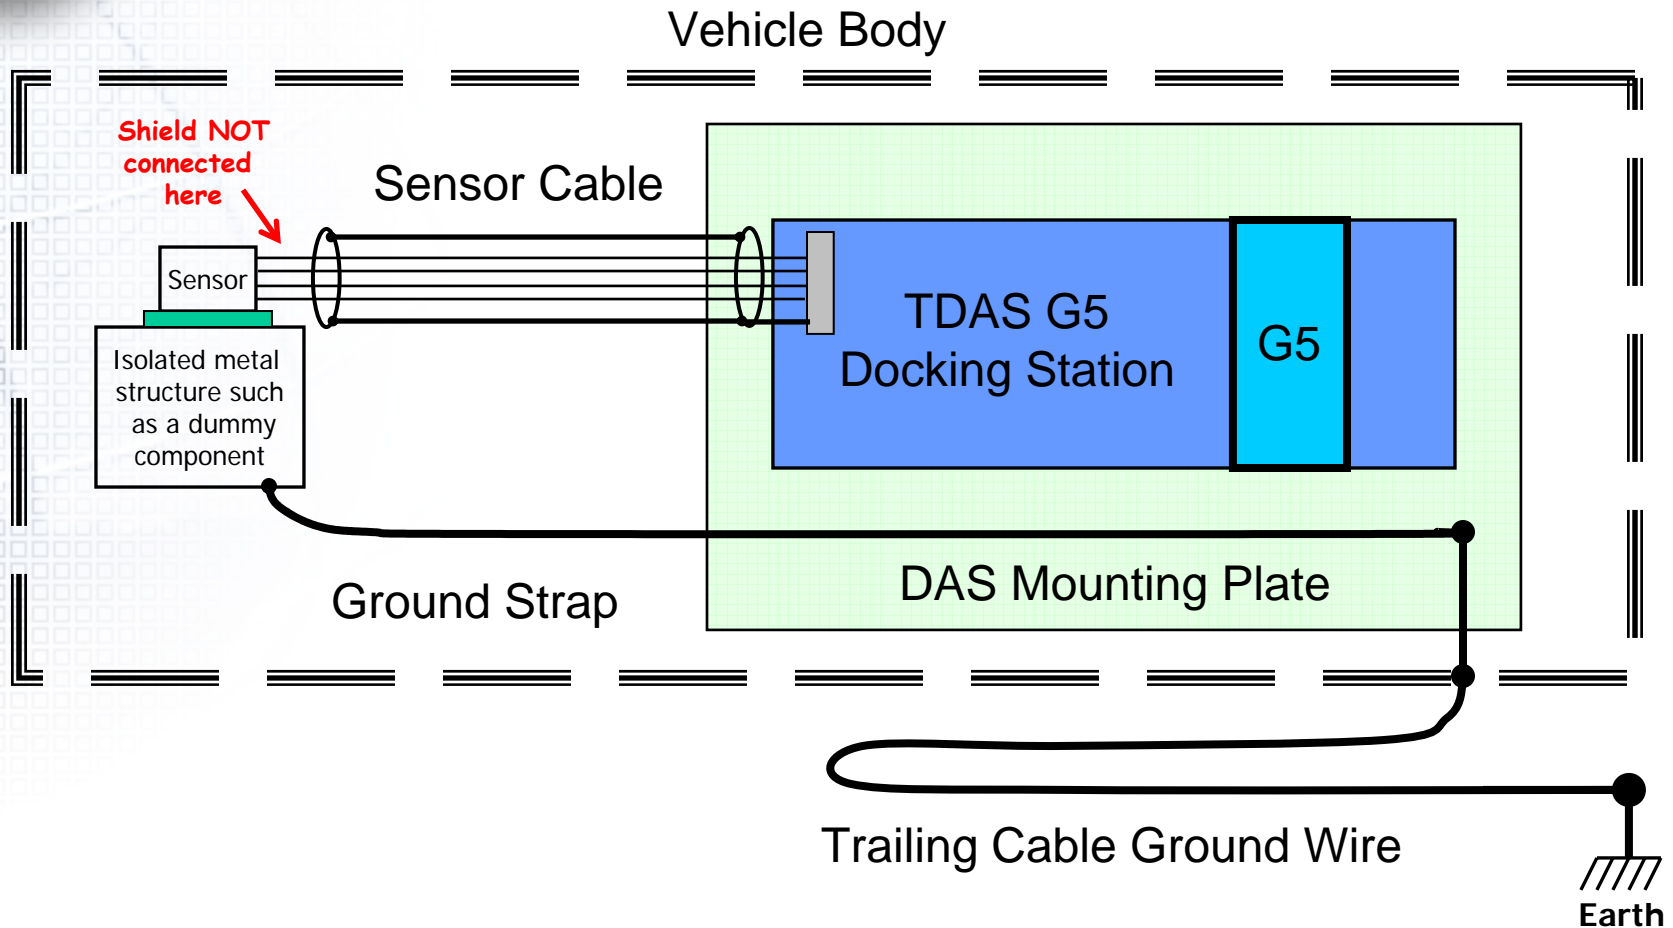 Vehicle Body
Shield NOT
connected
here
Sensor Cable
Sensor
TDAS G5
Docking Station
G5
Isolated metal
structure such
as a dummy
component
Ground Strap
DAS Mounting Plate
Trailing Cable Ground Wire
Earth